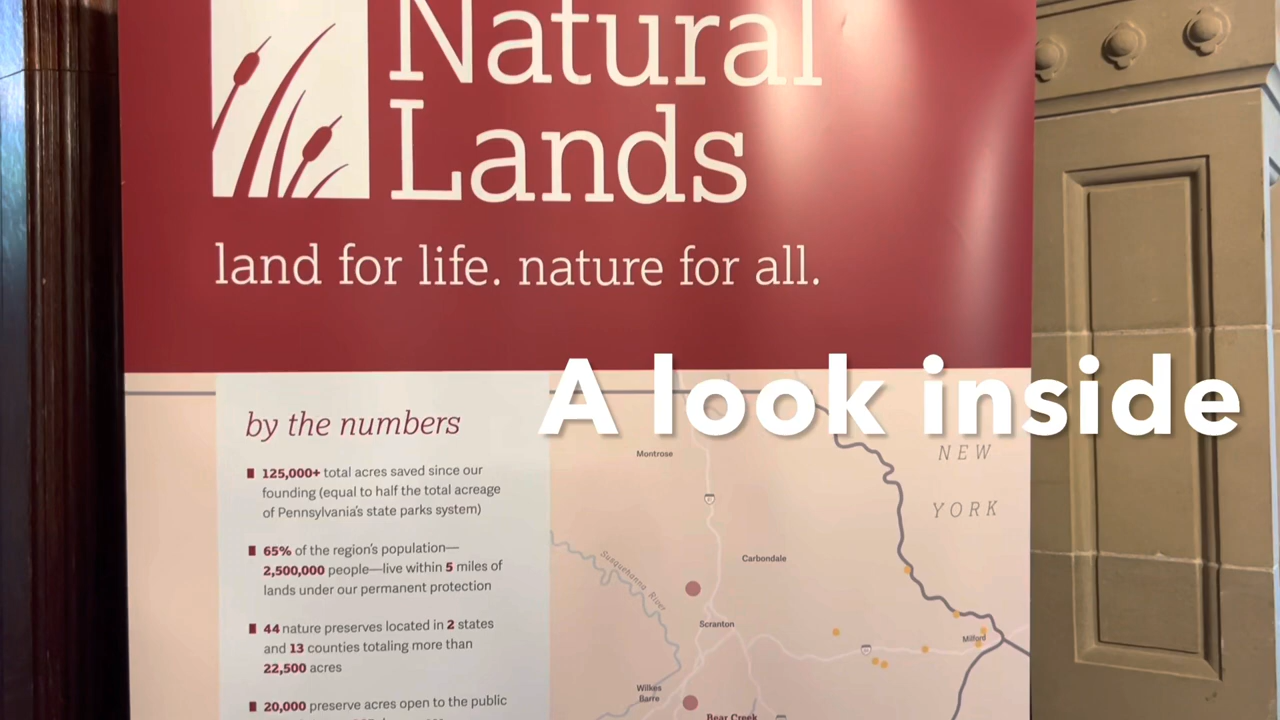 Natural
Lands
land for life. nature for all.
A look inside
by the numbers
125,000+ total acres saved since our
founding (equal to half the total acreage
of Pennsylvania's state parks system)
65% of the region's population—
2,500,000 people—live within 5 miles of
lands under our permanent protection
44 nature preserves located in 2 states
and 13 counties totaling more than
22,500 acres
20,000 preserve acres open to the public
NEW
YORK
Montrose
Carbondale
Susquehanna River
Scranton
Milford
Wilkes
Barre
Bear Creek